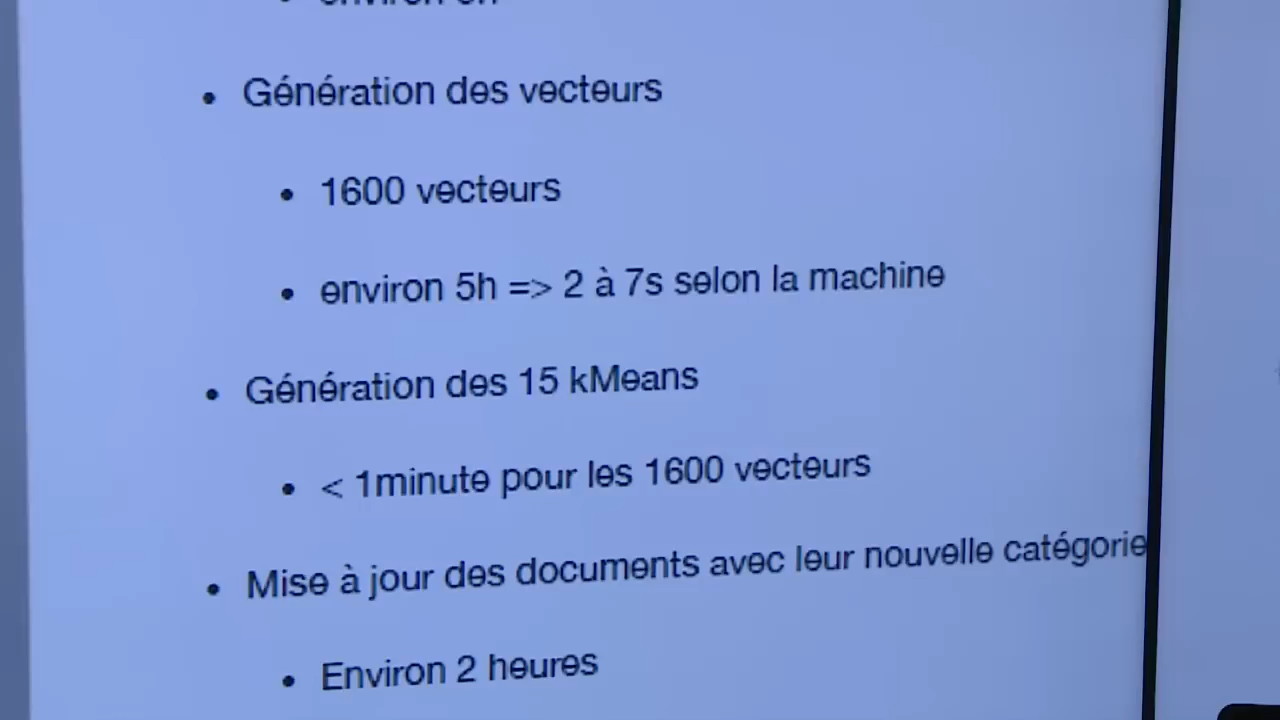 • Génération des vecteurs
• 1600 vecteurs
• environ 5h => 2 à 7s selon la machine
• Génération des 15 kMeans
• < 1minute pour les 1600 vecteurs
• Mise à jour des documents avec leur nouvelle catégorie
• Environ 2 heures